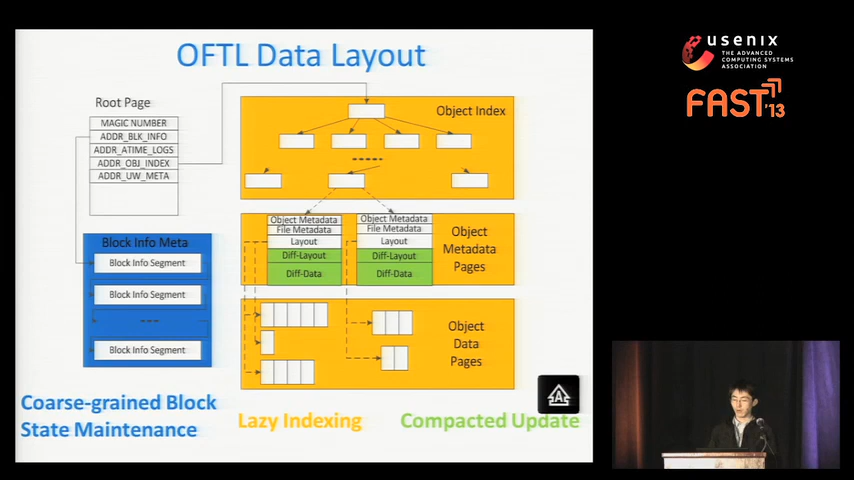 OFTL Data Layout
Root Page
MAGIC NUMBER
ADDR_BLK_INFO
ADDR_ATIME_LOGS
ADDR_OBJ_INDEX
ADDR_UW_META
Object Index
Block Info Meta
Block Info Segment
Block Info Segment
Block Info Segment
Object Metadata
File Metadata
Layout
Diff-Layout
Diff-Data
Object Metadata
File Metadata
Layout
Diff-Layout
Diff-Data
Object
Metadata
Pages
Object
Data
Pages
Coarse-grained Block
State Maintenance
Lazy Indexing
Compacted Update
usenix
THE ADVANCED
COMPUTING SYSTEMS
ASSOCIATION
FAST '13